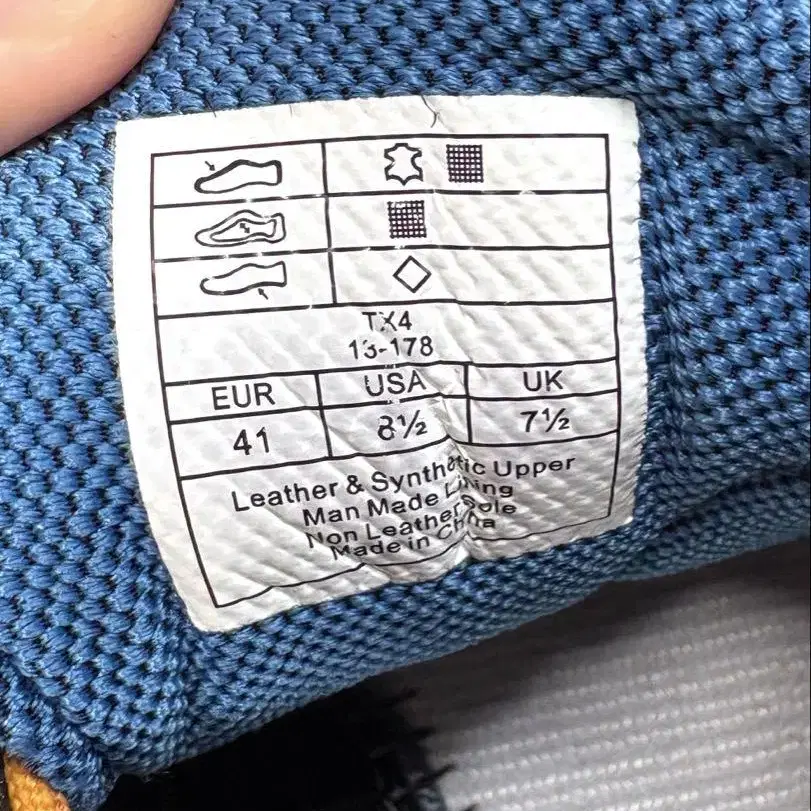 TX4
13-178
EUR USA UK
41 8½ 7½
Leather & Synthetic Upper
Man Made Lining
Non Leather Sole
Made in China